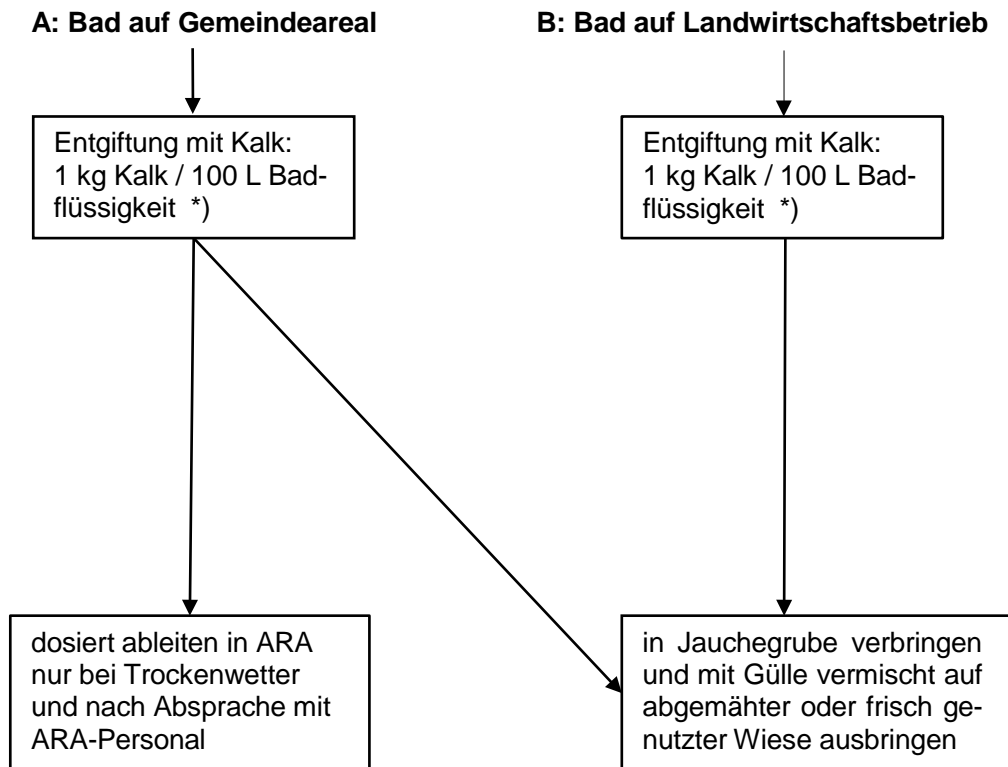 A: Bad auf Gemeindeareal
B: Bad auf Landwirtschaftsbetrieb
Entgiftung mit Kalk:
1 kg Kalk / 100 L Bad-
flüssigkeit *)
Entgiftung mit Kalk:
1 kg Kalk / 100 L Bad-
flüssigkeit *)
dosiert ableiten in ARA
nur bei Trockenwetter
und nach Absprache mit
ARA-Personal
in Jauchegrube verbringen
und mit Gülle vermischt auf
abgemähter oder frisch ge-
nutzter Wiese ausbringen